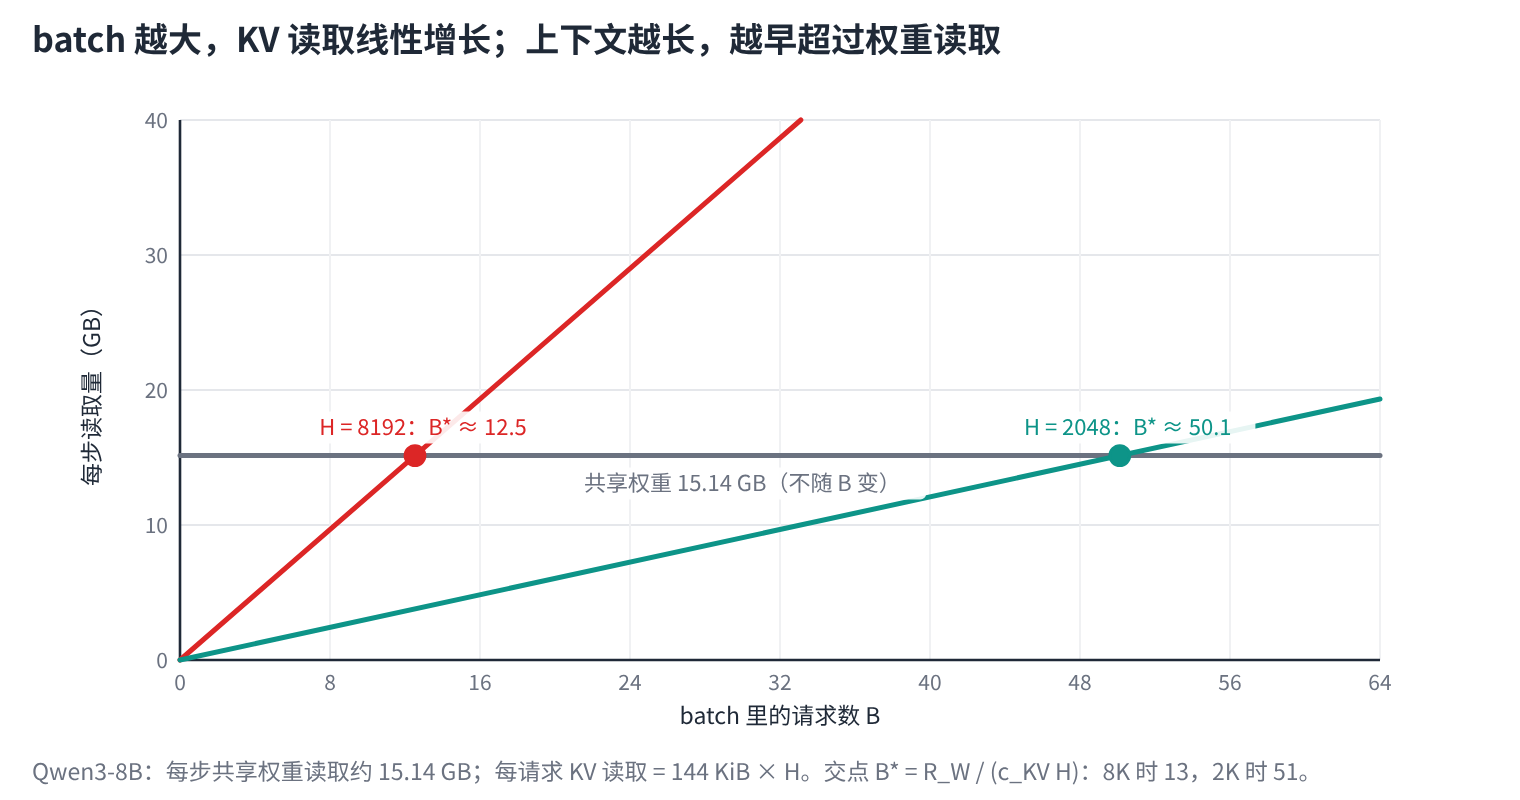 batch 越大，KV 读取线性增长；上下文越长，越早超过权重读取
40
30
20
10
0
每步读取量（GB）
H = 8192：B* ≈ 12.5
H = 2048：B* ≈ 50.1
共享权重 15.14 GB（不随 B 变）
0 8 16 24 32 40 48 56 64
batch 里的请求数 B
Qwen3-8B：每步共享权重读取约 15.14 GB；每请求 KV 读取 = 144 KiB × H。交点 B* = R_W / (c_KV H)：8K 时 13，2K 时 51。